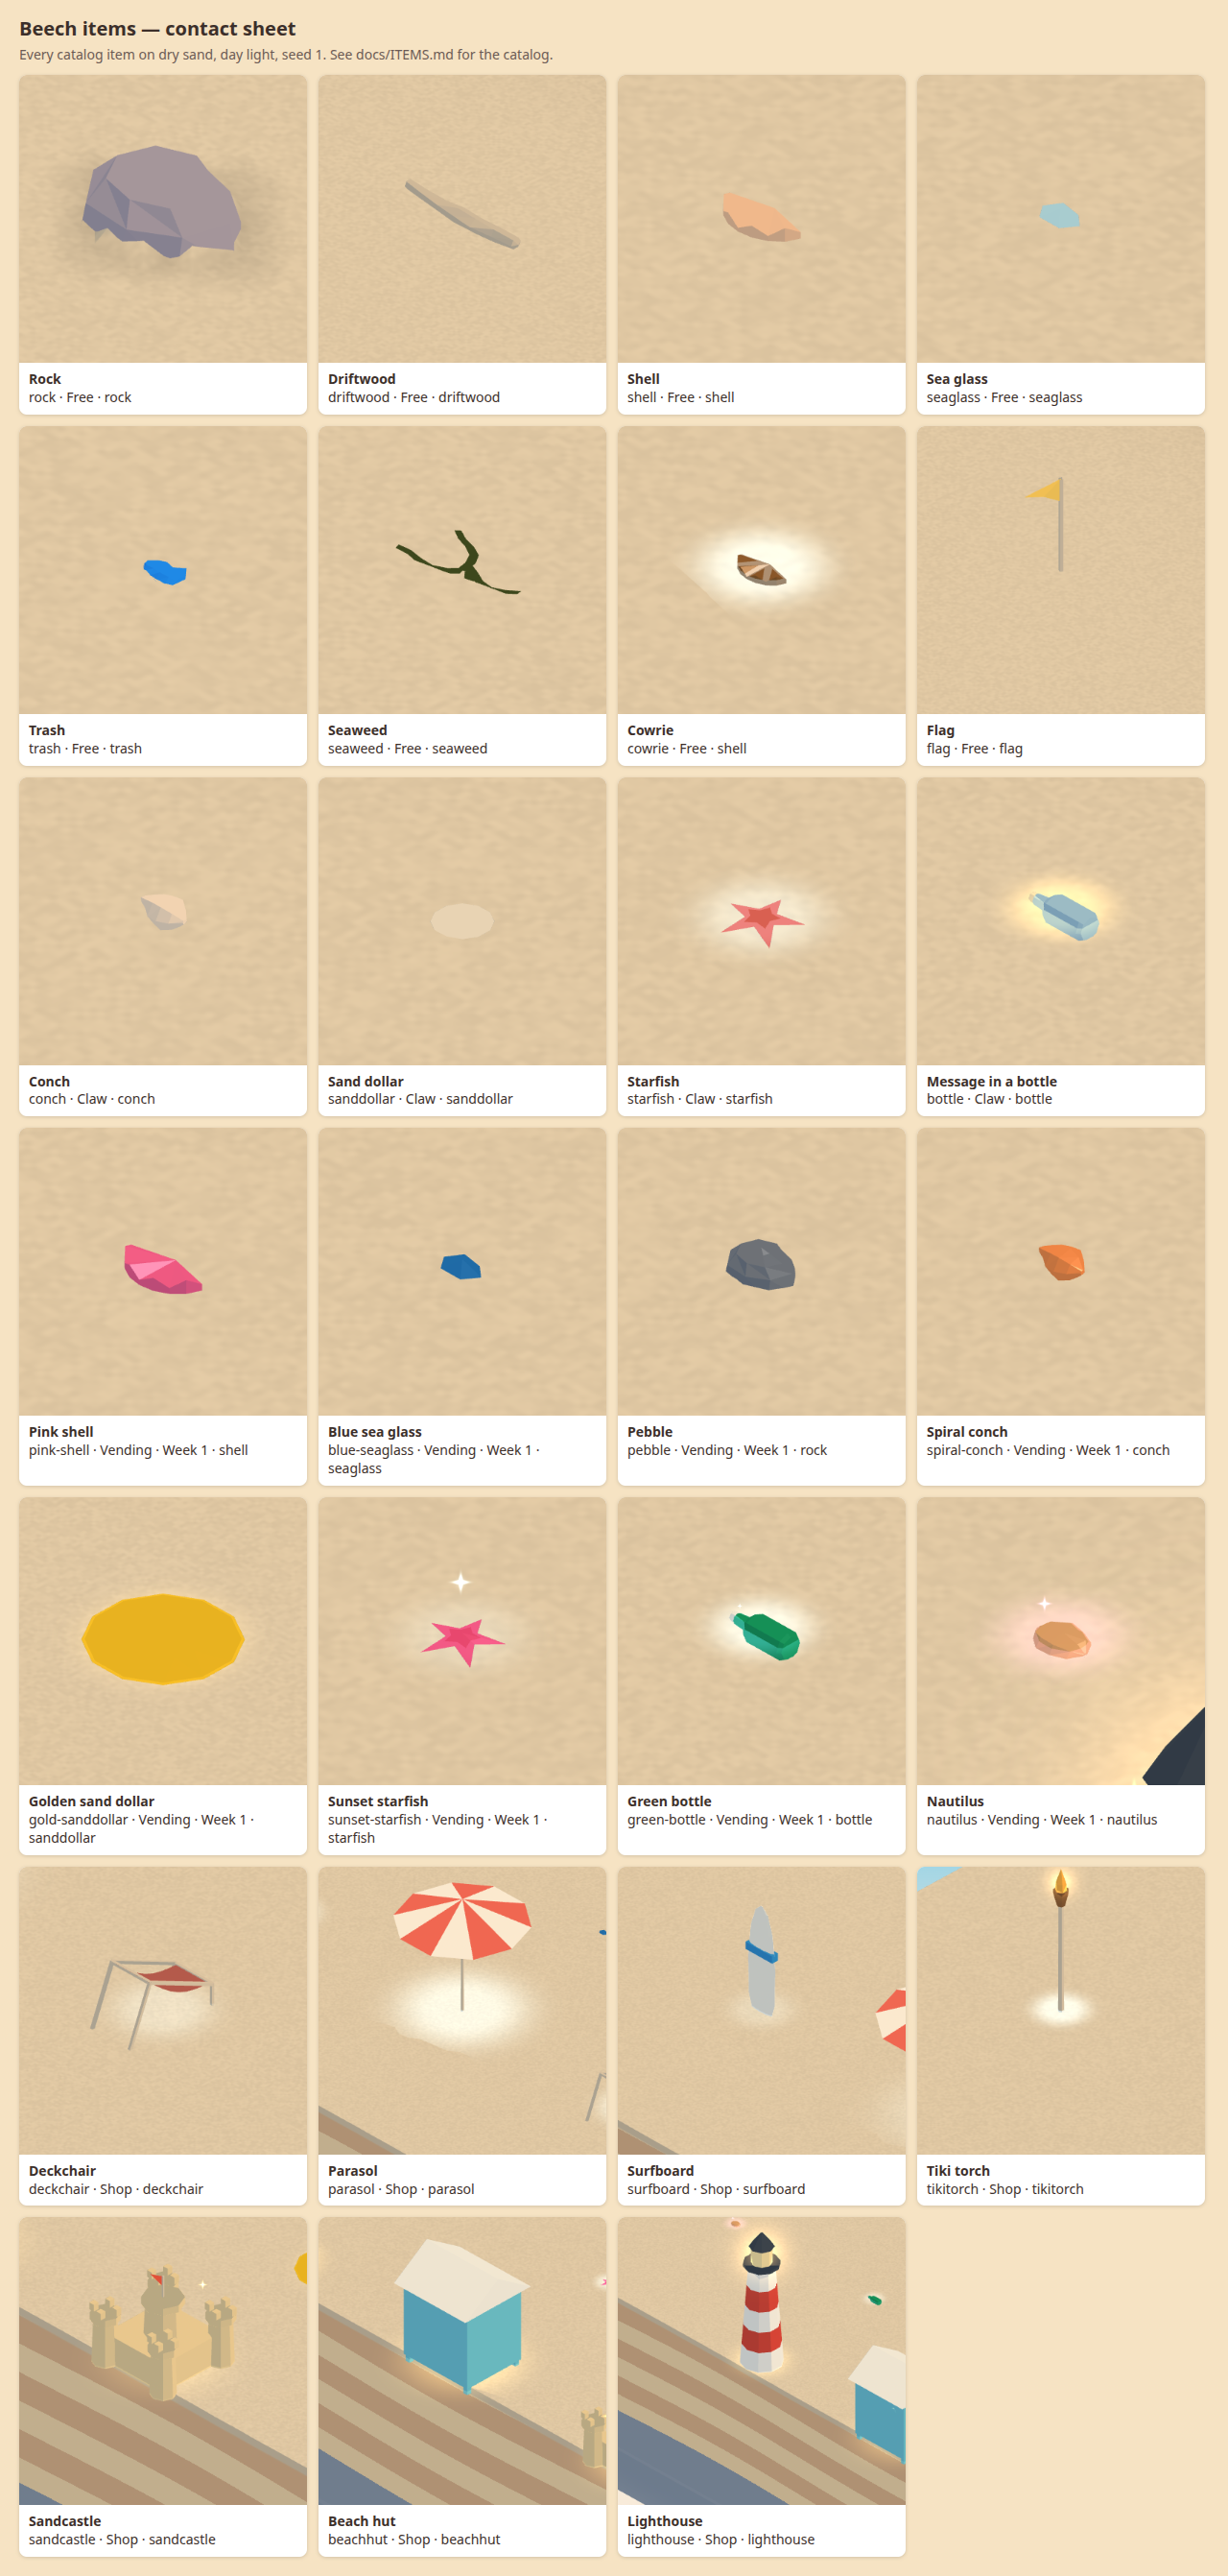 Beech items — contact sheet
Every catalog item on dry sand, day light, seed 1. See docs/ITEMS.md for the catalog.
Rock
rock · Free · rock
Driftwood
driftwood · Free · driftwood
Shell
shell · Free · shell
Sea glass
seaglass · Free · seaglass
Trash
trash · Free · trash
Seaweed
seaweed · Free · seaweed
Cowrie
cowrie · Free · shell
Flag
flag · Free · flag
Conch
conch · Claw · conch
Sand dollar
sanddollar · Claw · sanddollar
Starfish
starfish · Claw · starfish
Message in a bottle
bottle · Claw · bottle
Pink shell
pink-shell · Vending · Week 1 · shell
Blue sea glass
blue-seaglass · Vending · Week 1 ·
seaglass
Pebble
pebble · Vending · Week 1 · rock
Spiral conch
spiral-conch · Vending · Week 1 · conch
Golden sand dollar
gold-sanddollar · Vending · Week 1 ·
sanddollar
Sunset starfish
sunset-starfish · Vending · Week 1 ·
starfish
Green bottle
green-bottle · Vending · Week 1 · bottle
Nautilus
nautilus · Vending · Week 1 · nautilus
Deckchair
deckchair · Shop · deckchair
Parasol
parasol · Shop · parasol
Surfboard
surfboard · Shop · surfboard
Tiki torch
tikitorch · Shop · tikitorch
Sandcastle
sandcastle · Shop · sandcastle
Beach hut
beachhut · Shop · beachhut
Lighthouse
lighthouse · Shop · lighthouse